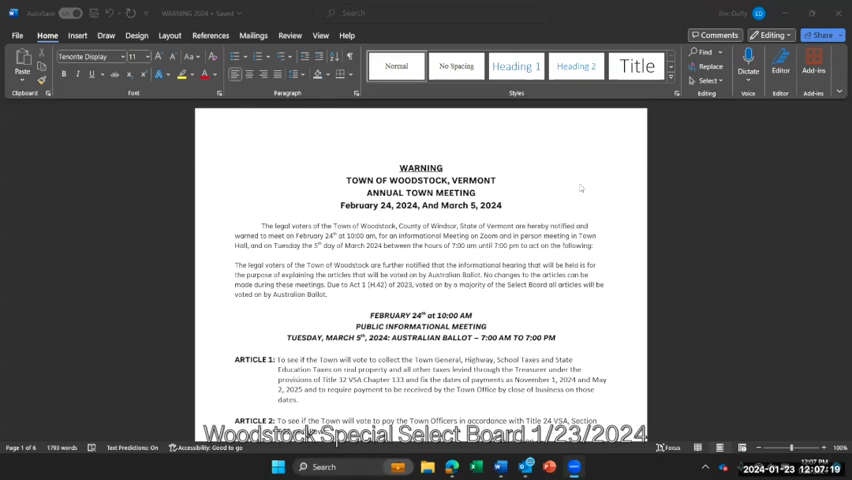 AutoSave
WARNING 2024 • Saved
Search
Eric Duffy
ED
File
Home
Insert
Draw
Design
Layout
References
Mailings
Review
View
Help
Comments
Editing
Share
Paste
Tenorite Display
11
Normal
No Spacing
Heading 1
Heading 2
Title
Find
Replace
Select
Dictate
Editor
Add-ins
Clipboard
Font
Paragraph
Styles
Editing
Voice
Editor
Add-ins
WARNING
TOWN OF WOODSTOCK, VERMONT
ANNUAL TOWN MEETING
February 24, 2024, And March 5, 2024
The legal voters of the Town of Woodstock, County of Windsor, State of Vermont are hereby notified and
warned to meet on February 24th at 10:00 am, for an informational Meeting on Zoom and in person meeting in Town
Hall, and on Tuesday the 5th day of March 2024 between the hours of 7:00 am until 7:00 pm to act on the following:
The legal voters of the Town of Woodstock are further notified that the informational hearing that will be held is for
the purpose of explaining the articles that will be voted on by Australian Ballot. No changes to the articles can be
made during these meetings. Due to Act 1 (H.42) of 2023, voted on by a majority of the Select Board all articles will be
voted on by Australian Ballot.
FEBRUARY 24th at 10:00 AM
PUBLIC INFORMATIONAL MEETING
TUESDAY, MARCH 5th, 2024: AUSTRALIAN BALLOT – 7:00 AM TO 7:00 PM
ARTICLE 1: To see if the Town will vote to collect the Town General, Highway, School Taxes and State
Education Taxes on real property and all other taxes levied through the Treasurer under the
provisions of Title 32 VSA Chapter 133 and fix the dates of payments as November 1, 2024 and May
2, 2025 and to require payment to be received by the Town Office by close of business on those
dates.
ARTICLE 2: To see if the Town will vote to pay the Town Officers in accordance with Title 24 VSA, Section
Woodstock Special Select Board 1/23/2024
Page 1 of 6
1793 words
Text Predictions: On
Accessibility: Good to go
Focus
100%
Search
12:07 PM
2024-01-23 12:07:19